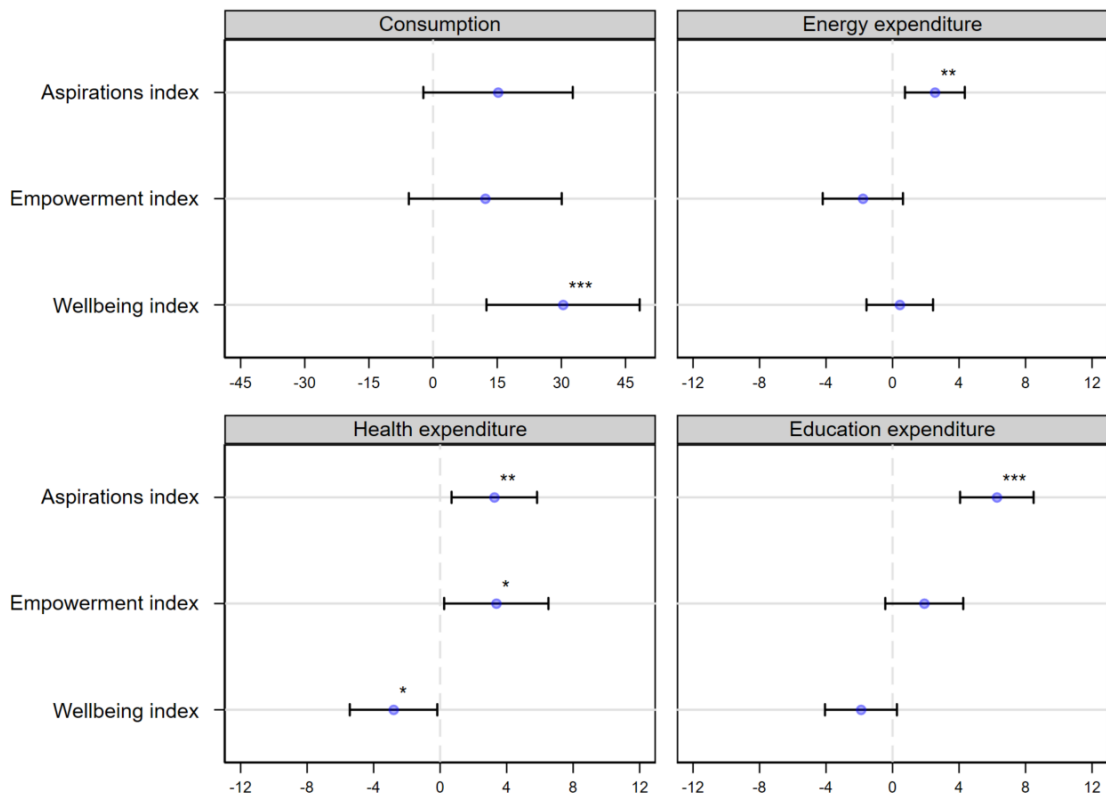 Consumption
Energy expenditure
Aspirations index
**
Empowerment index
Wellbeing index
***
-45 -30 -15 0 15 30 45
-12 -8 -4 0 4 8 12
Health expenditure
Education expenditure
Aspirations index
**
***
Empowerment index
*
Wellbeing index
*
-12 -8 -4 0 4 8 12
-12 -8 -4 0 4 8 12